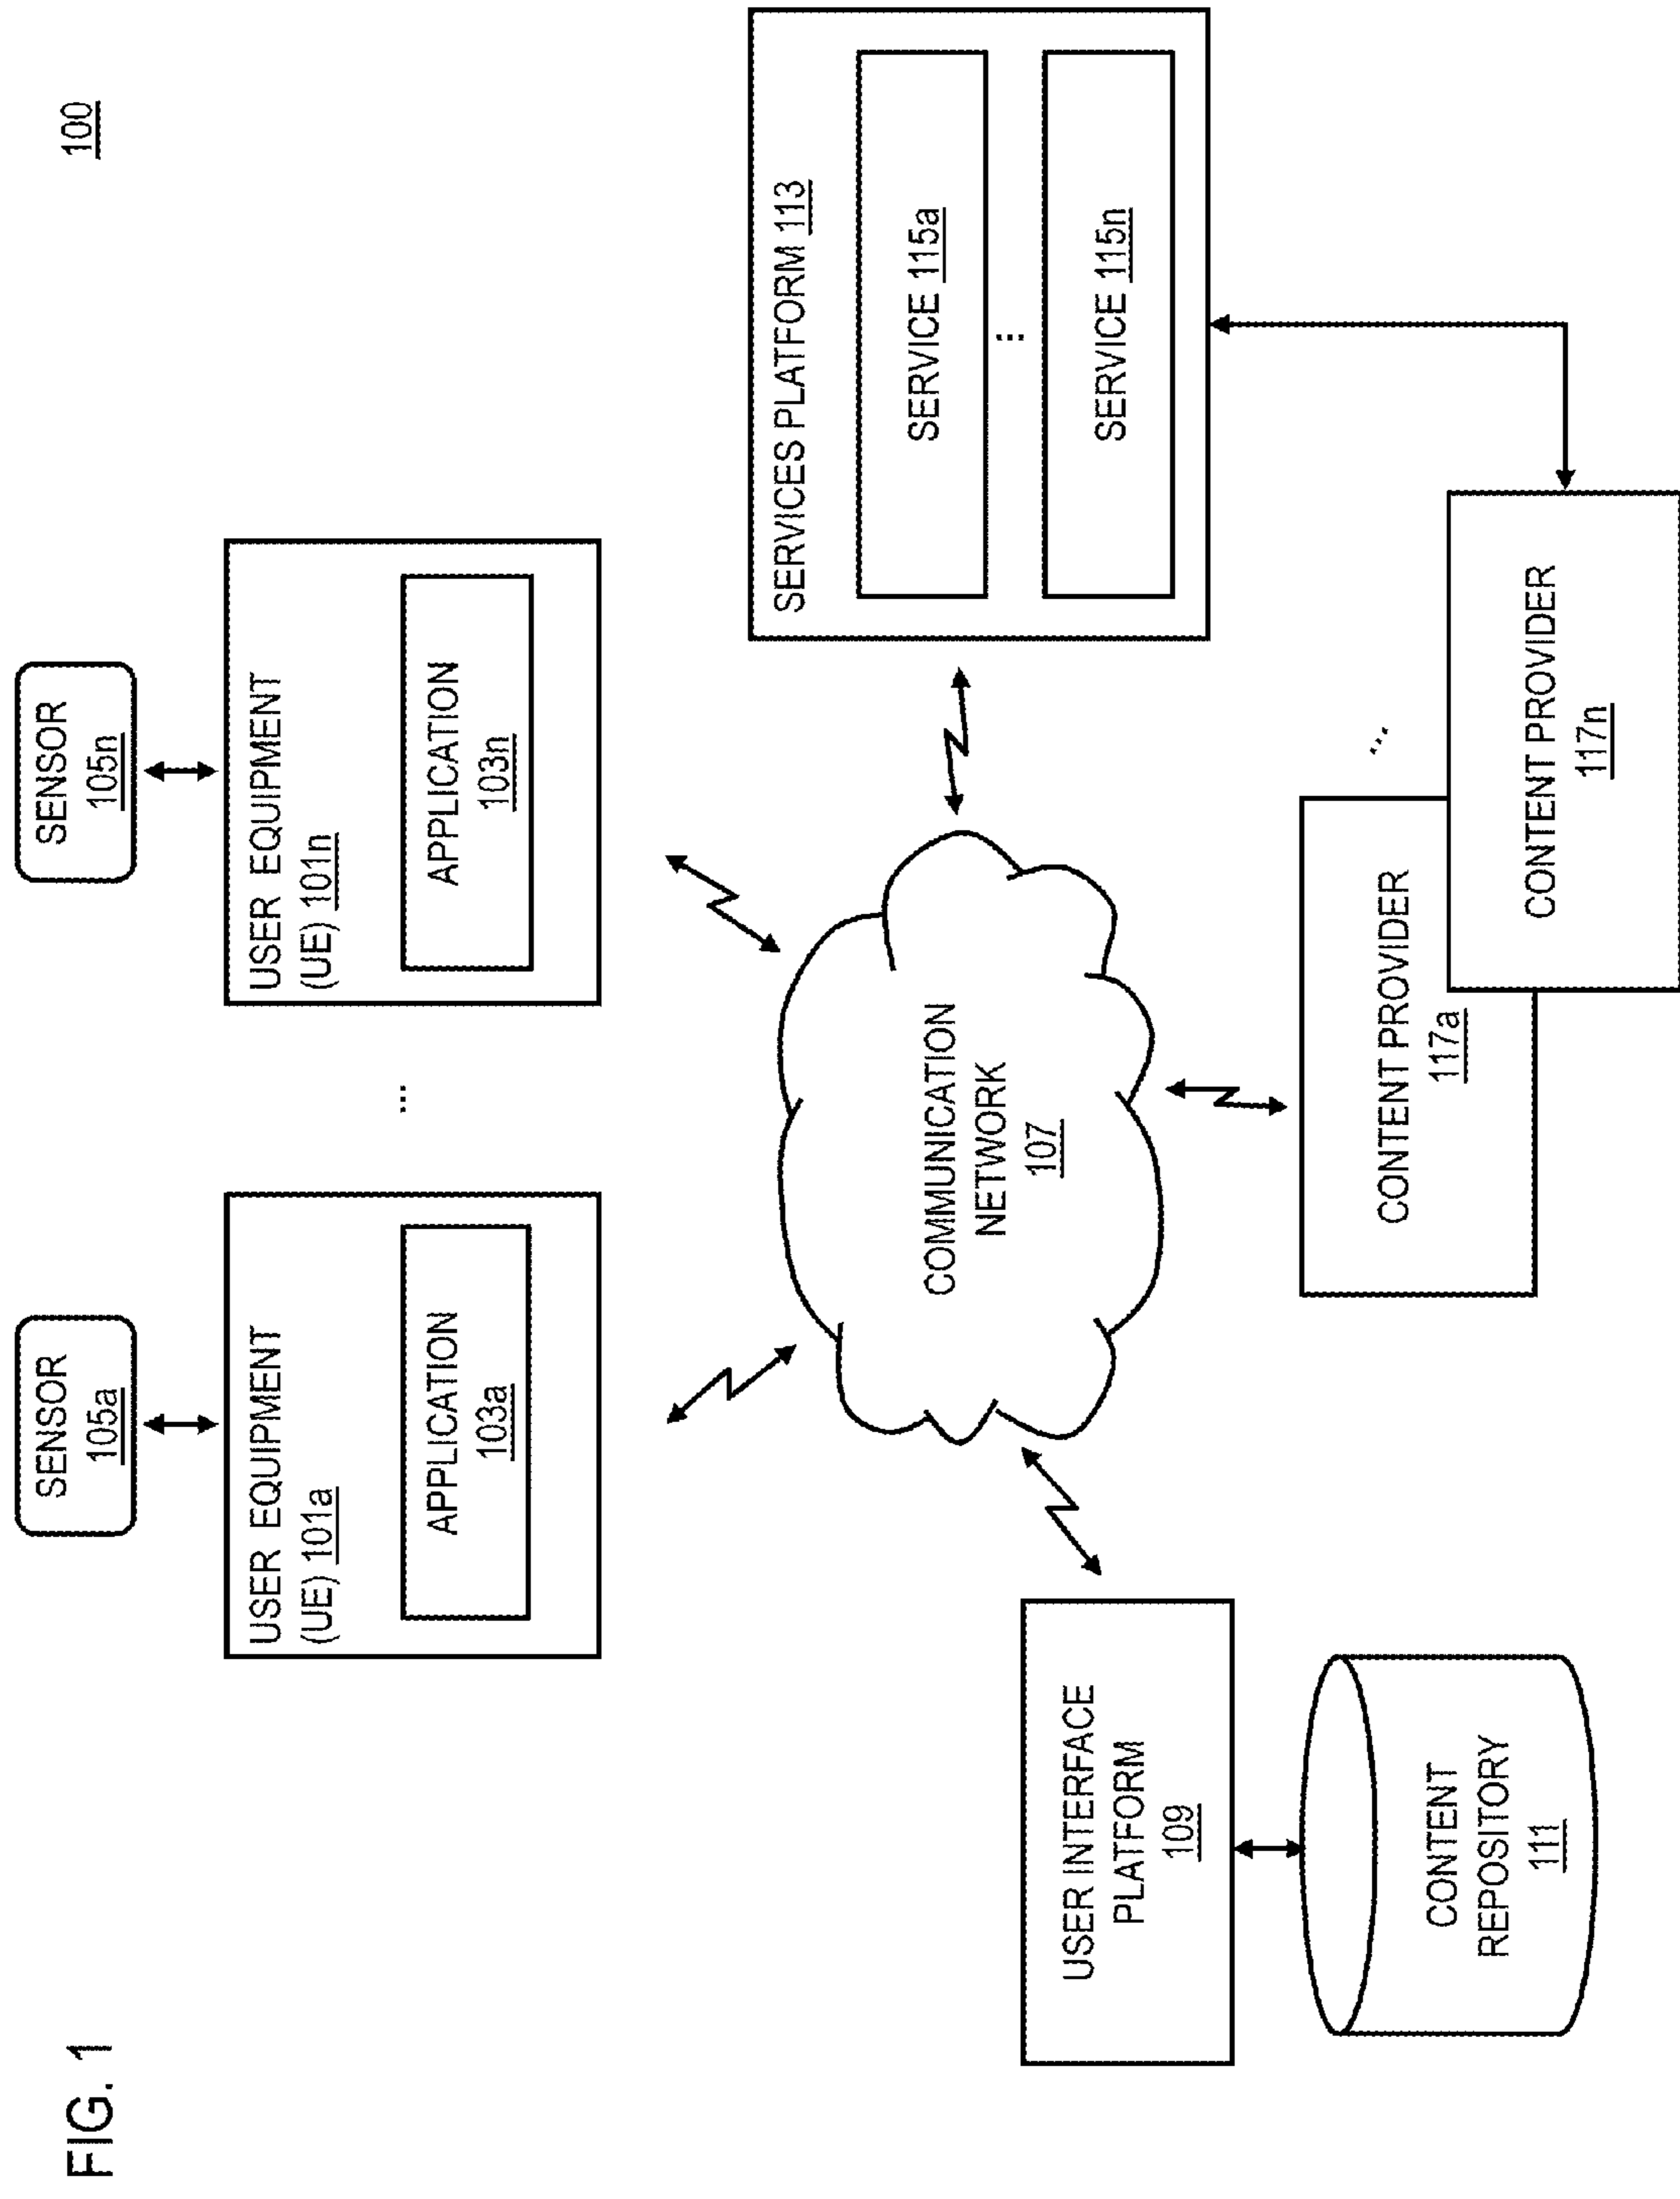 FIG. 1
100
SENSOR
105a
SENSOR
105n
USER EQUIPMENT
(UE) 101a
APPLICATION
103a
...
USER EQUIPMENT
(UE) 101n
APPLICATION
103n
COMMUNICATION
NETWORK
107
SERVICES PLATFORM 113
SERVICE 115a
...
SERVICE 115n
USER INTERFACE
PLATFORM
109
CONTENT
REPOSITORY
111
CONTENT PROVIDER
117a
...
CONTENT PROVIDER
117n